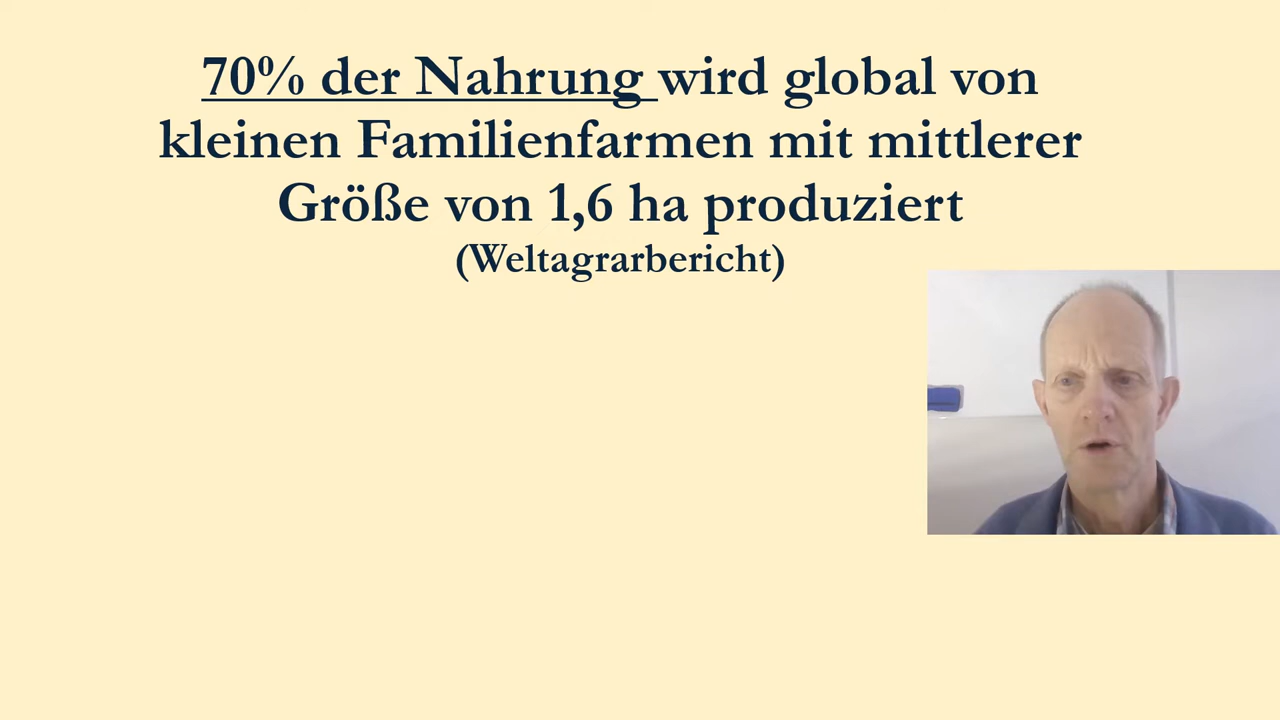 70% der Nahrung wird global von
kleinen Familienfarmen mit mittlerer
Größe von 1,6 ha produziert
(Weltagrarbericht)